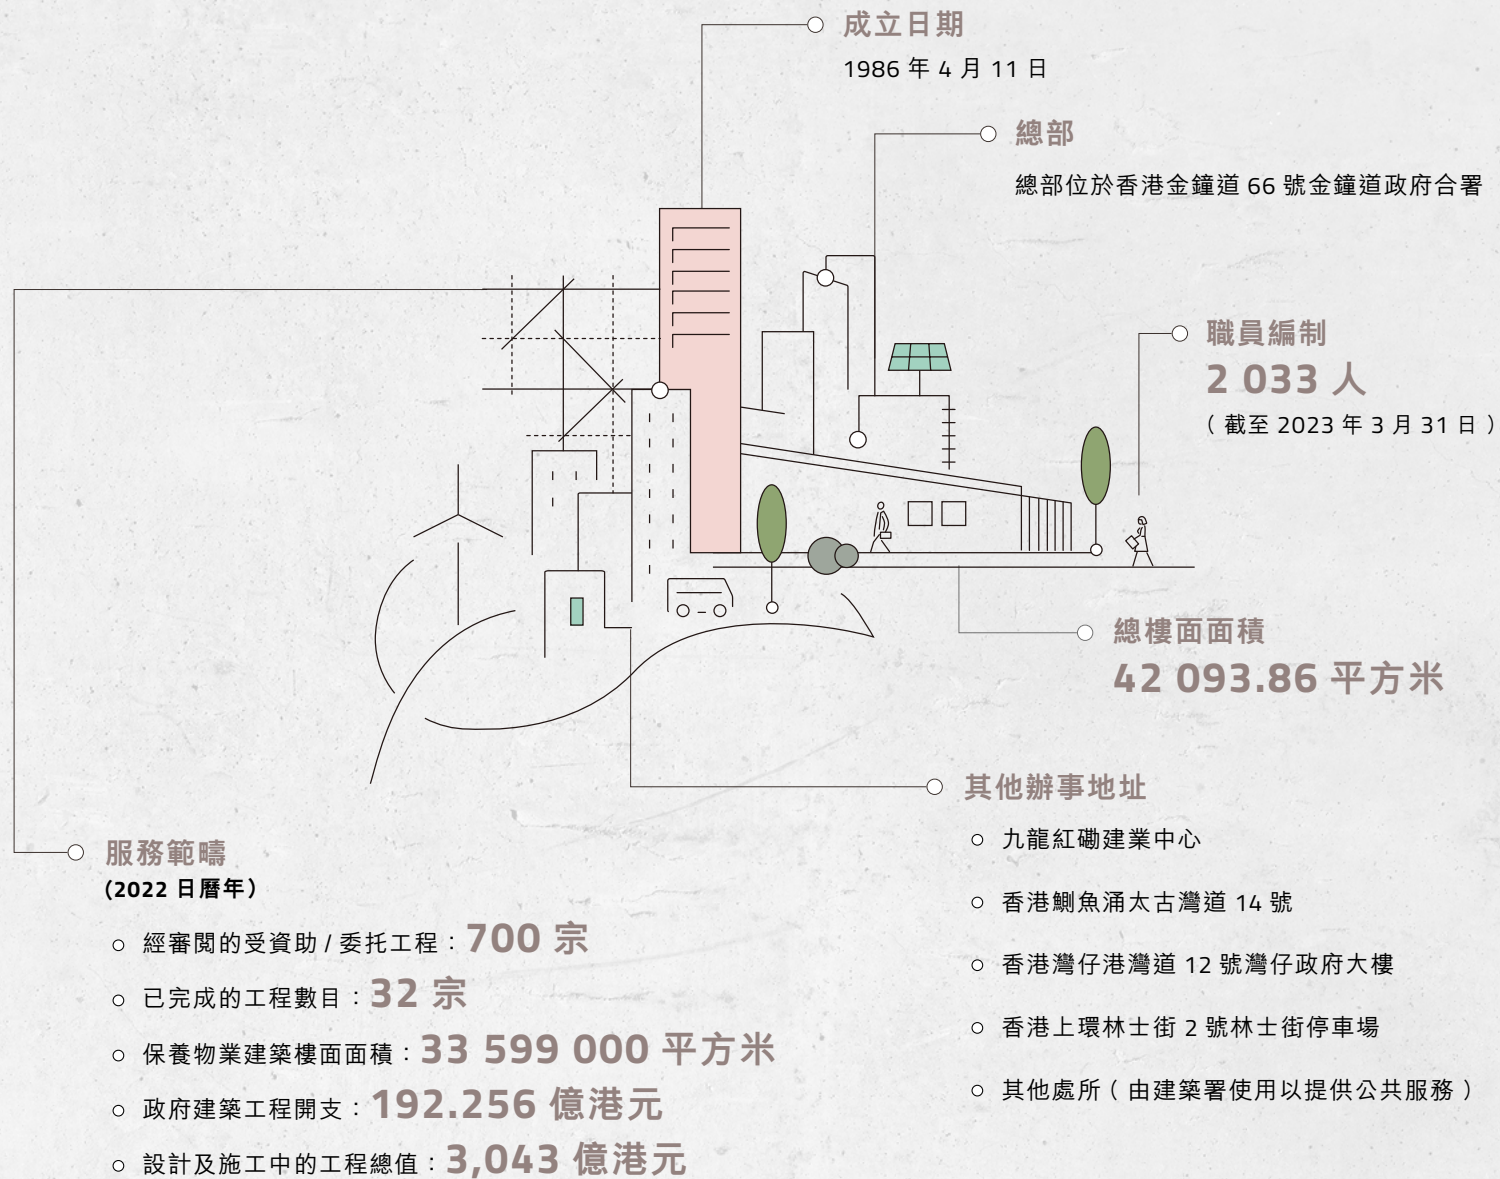 成立日期
1986 年 4 月 11 日
總部
總部位於香港金鐘道 66 號金鐘道政府合署
職員編制
2 033 人
（ 截至 2023 年 3 月 31 日 ）
總樓面面積
42 093.86 平方米
其他辦事地址
九龍紅磡建業中心
香港鰂魚涌太古灣道 14 號
香港灣仔港灣道 12 號灣仔政府大樓
香港上環林士街 2 號林士街停車場
其他處所（ 由建築署使用以提供公共服務 ）
服務範疇
(2022 日曆年)
經審閱的受資助 / 委托工程：700 宗
已完成的工程數目：32 宗
保養物業建築樓面面積：33 599 000 平方米
政府建築工程開支：192.256 億港元
設計及施工中的工程總值：3,043 億港元